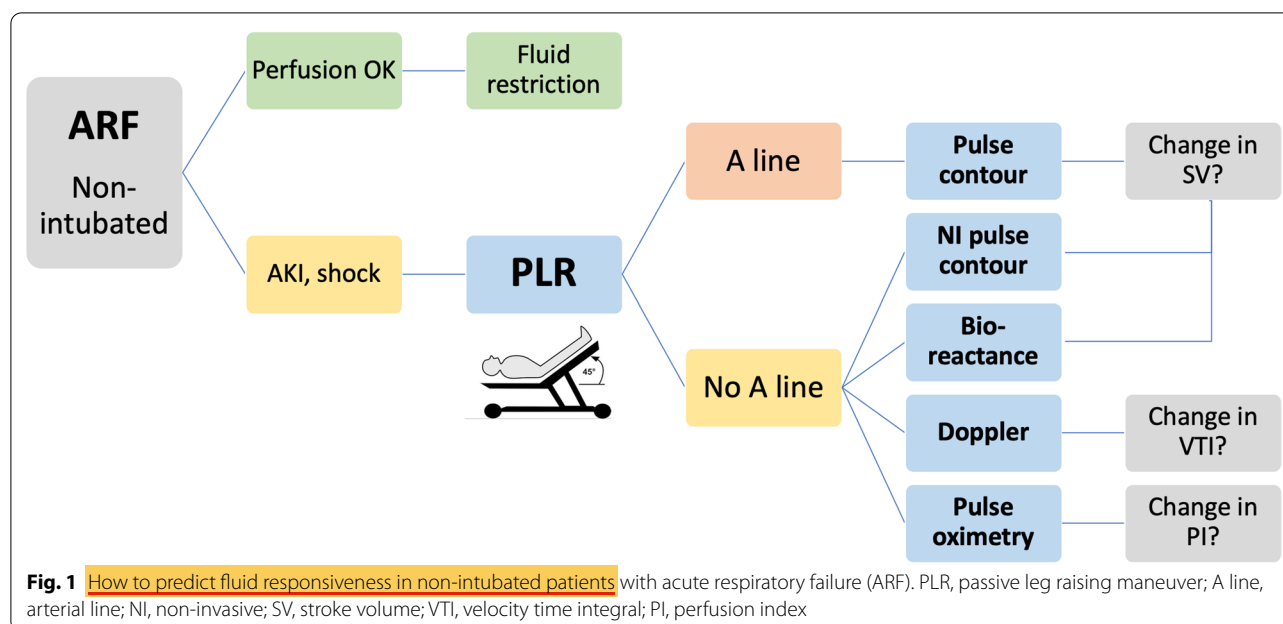 ARF
Non-
intubated
Perfusion OK
Fluid
restriction
AKI, shock
PLR
45°
A line
No A line
Pulse
contour
NI pulse
contour
Bio-
reactance
Doppler
Pulse
oximetry
Change in
SV?
Change in
VTI?
Change in
PI?
Fig. 1 How to predict fluid responsiveness in non-intubated patients with acute respiratory failure (ARF). PLR, passive leg raising maneuver; A line,
arterial line; NI, non-invasive; SV, stroke volume; VTI, velocity time integral; PI, perfusion index